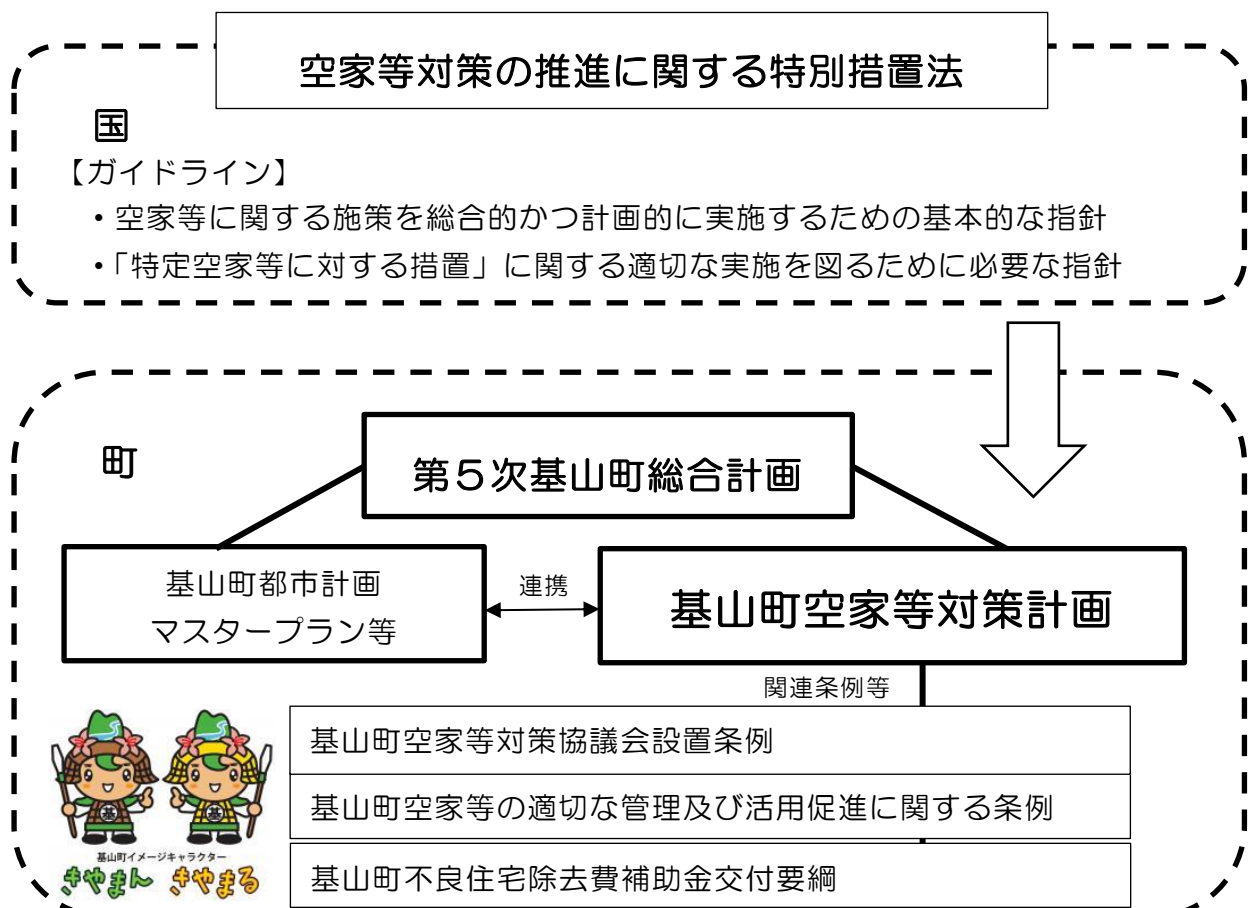 空家等対策の推進に関する特別措置法
国
【ガイドライン】
・空家等に関する施策を総合的かつ計画的に実施するための基本的な指針
・「特定空家等に対する措置」に関する適切な実施を図るために必要な指針
町
第５次基山町総合計画
基山町都市計画
マスタープラン等
連携
基山町空家等対策計画
関連条例等
基山町空家等対策協議会設置条例
基山町空家等の適切な管理及び活用促進に関する条例
基山町不良住宅除去費補助金交付要綱
基 基
基山町イメージキャラクター
きやまん きやまる